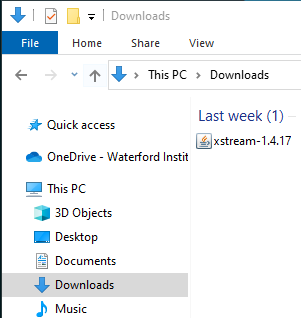 Downloads
File Home Share View
This PC Downloads
Quick access
Last week (1)
xstream-1.4.17
OneDrive - Waterford Instit
This PC
3D Objects
Desktop
Documents
Downloads
Music